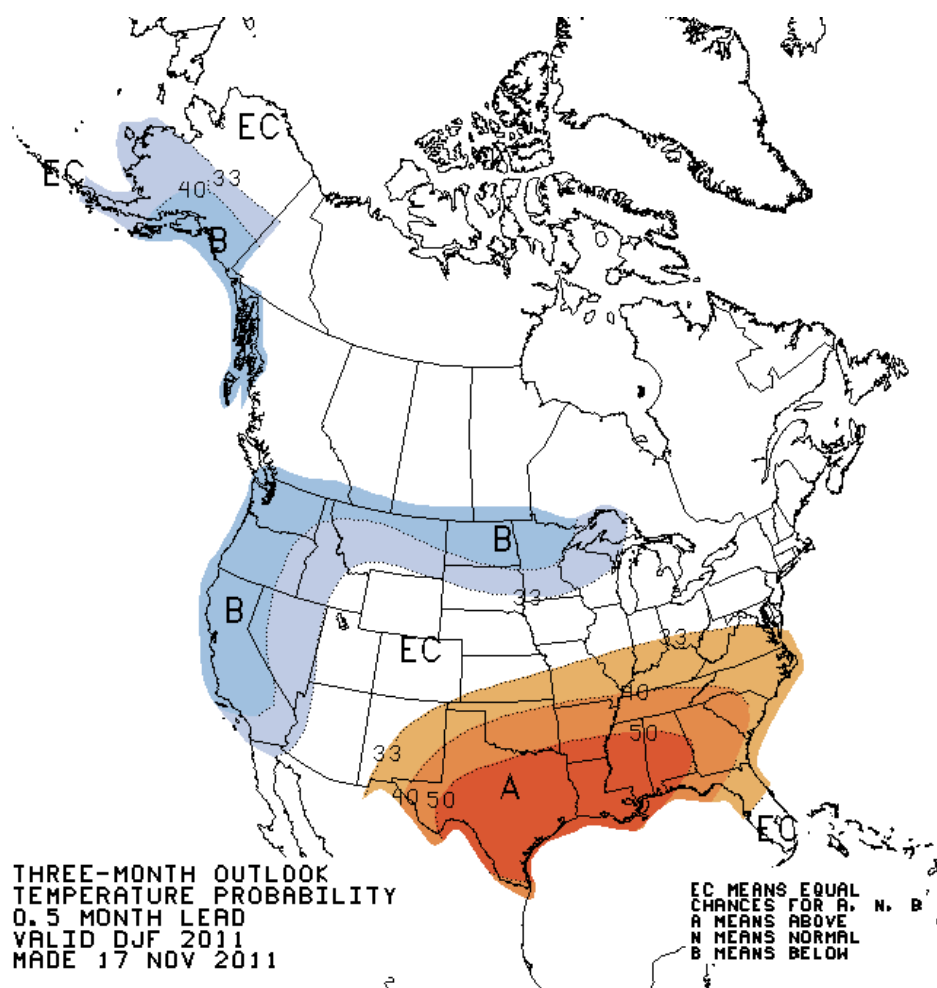 EC
EC
33
40
B
B
33
B
EC
33
40
50
33
40
50
A
EC
THREE-MONTH OUTLOOK
TEMPERATURE PROBABILITY
0.5 MONTH LEAD
VALID DJF 2011
MADE 17 NOV 2011
EC MEANS EQUAL
CHANCES FOR A, N, B
A MEANS ABOVE
N MEANS NORMAL
B MEANS BELOW